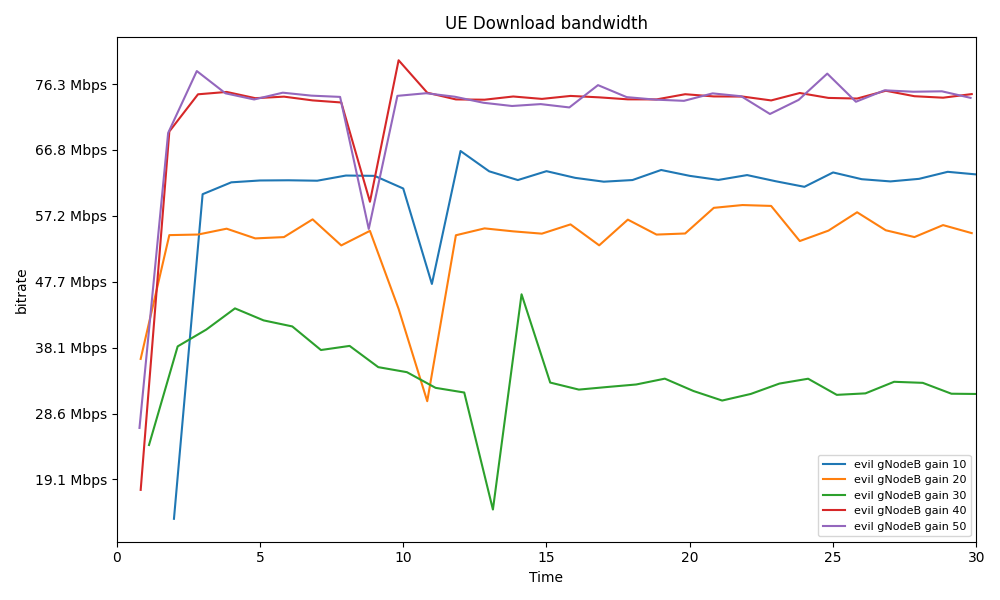 UE Download bandwidth
bitrate
76.3 Mbps
66.8 Mbps
57.2 Mbps
47.7 Mbps
38.1 Mbps
28.6 Mbps
19.1 Mbps
evil gNodeB gain 10
evil gNodeB gain 20
evil gNodeB gain 30
evil gNodeB gain 40
evil gNodeB gain 50
0 5 10 15 20 25 30
Time